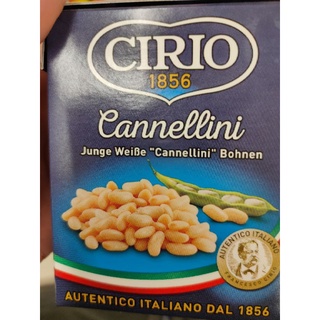 CIRIO
1856
Cannellini
Junge Weiße "Cannellini" Bohnen
AUTENTICO ITALIANO
AUTENTICO ITALIANO DAL 1856